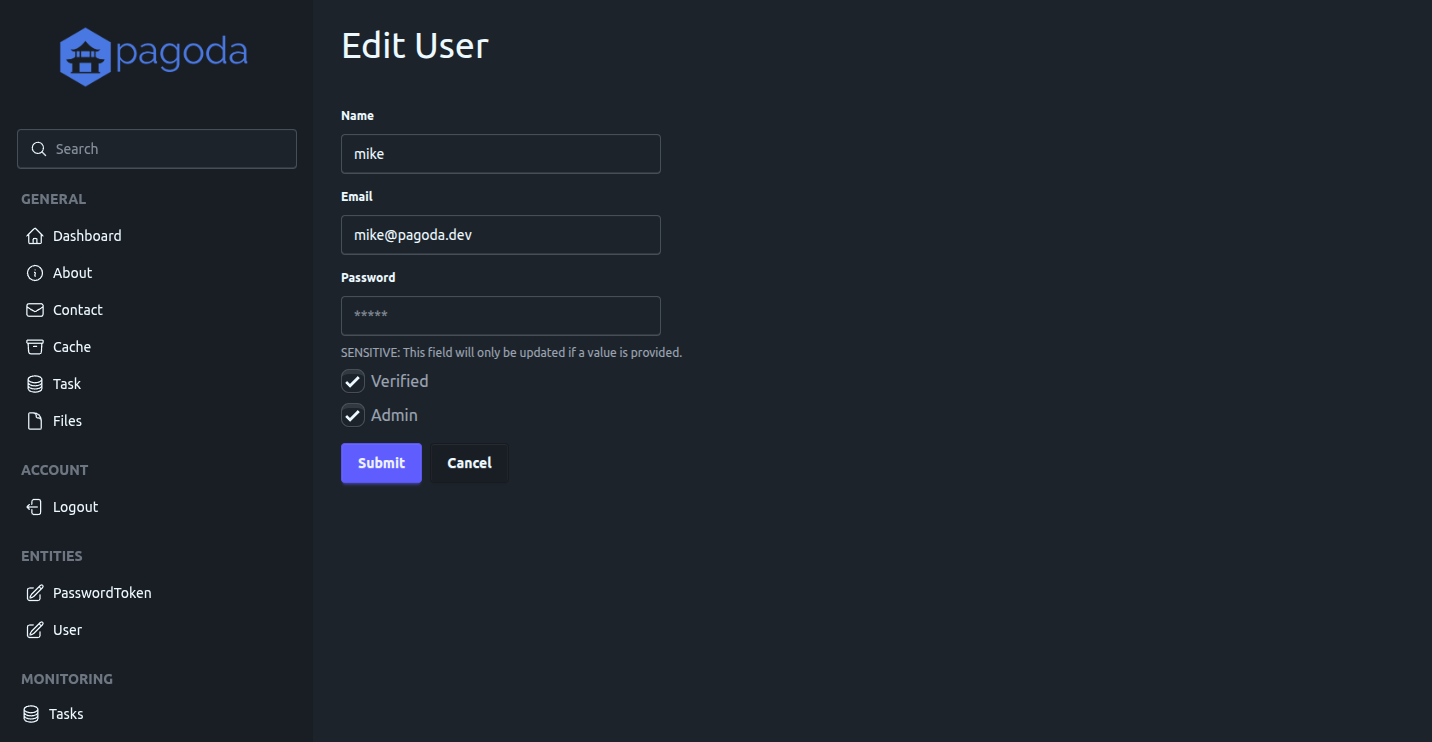 pagoda
Search
GENERAL
Dashboard
About
Contact
Cache
Task
Files
ACCOUNT
Logout
ENTITIES
PasswordToken
User
MONITORING
Tasks
Edit User
Name
mike
Email
mike@pagoda.dev
Password
*****
SENSITIVE: This field will only be updated if a value is provided.
Verified
Admin
Submit Cancel